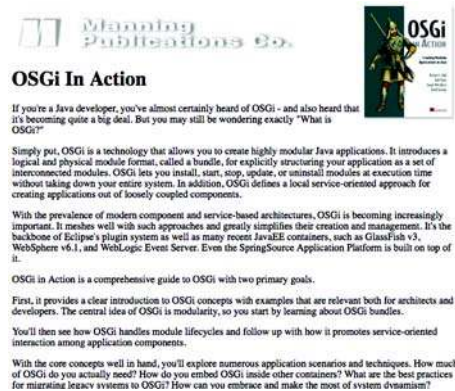 Manning
Publications Co.
OSGi
IN ACTION
OSGi In Action
If you're a Java developer, you've almost certainly heard of OSGi - and also heard that
it's becoming quite a big deal. But you may still be wondering exactly "What is
OSGi?"
Simply put, OSGi is a technology that allows you to create highly modular Java applications. It introduces a
logical and physical module format, called a bundle, for explicitly structuring your application as a set of
interconnected modules. OSGi lets you install, start, stop, update, or uninstall modules at execution time
without taking down your entire system. In addition, OSGi defines a local service-oriented approach for
creating applications out of loosely coupled components.
With the prevalence of modern component and service-based architectures, OSGi is becoming increasingly
important. It meshes well with such approaches and greatly simplifies their creation and management. It's the
backbone of Eclipse's plugin system as well as many recent JavaEE containers, such as GlassFish v3,
WebSphere v6.1, and WebLogic Event Server. Even the SpringSource Application Platform is built on top of
it.
OSGi in Action is a comprehensive guide to OSGi with two primary goals.
First, it provides a clear introduction to OSGi concepts with examples that are relevant both for architects and
developers. The central idea of OSGi is modularity, so you start by learning about OSGi bundles.
You'll then see how OSGi handles module lifecycles and follow up with how it promotes service-oriented
interaction among application components.
With the core concepts well in hand, you'll explore numerous application scenarios and techniques. How much
of OSGi do you actually need? How do you embed OSGi inside other containers? What are the best practices
for migrating legacy systems to OSGi? How can you embrace and make the most of system dynamism?